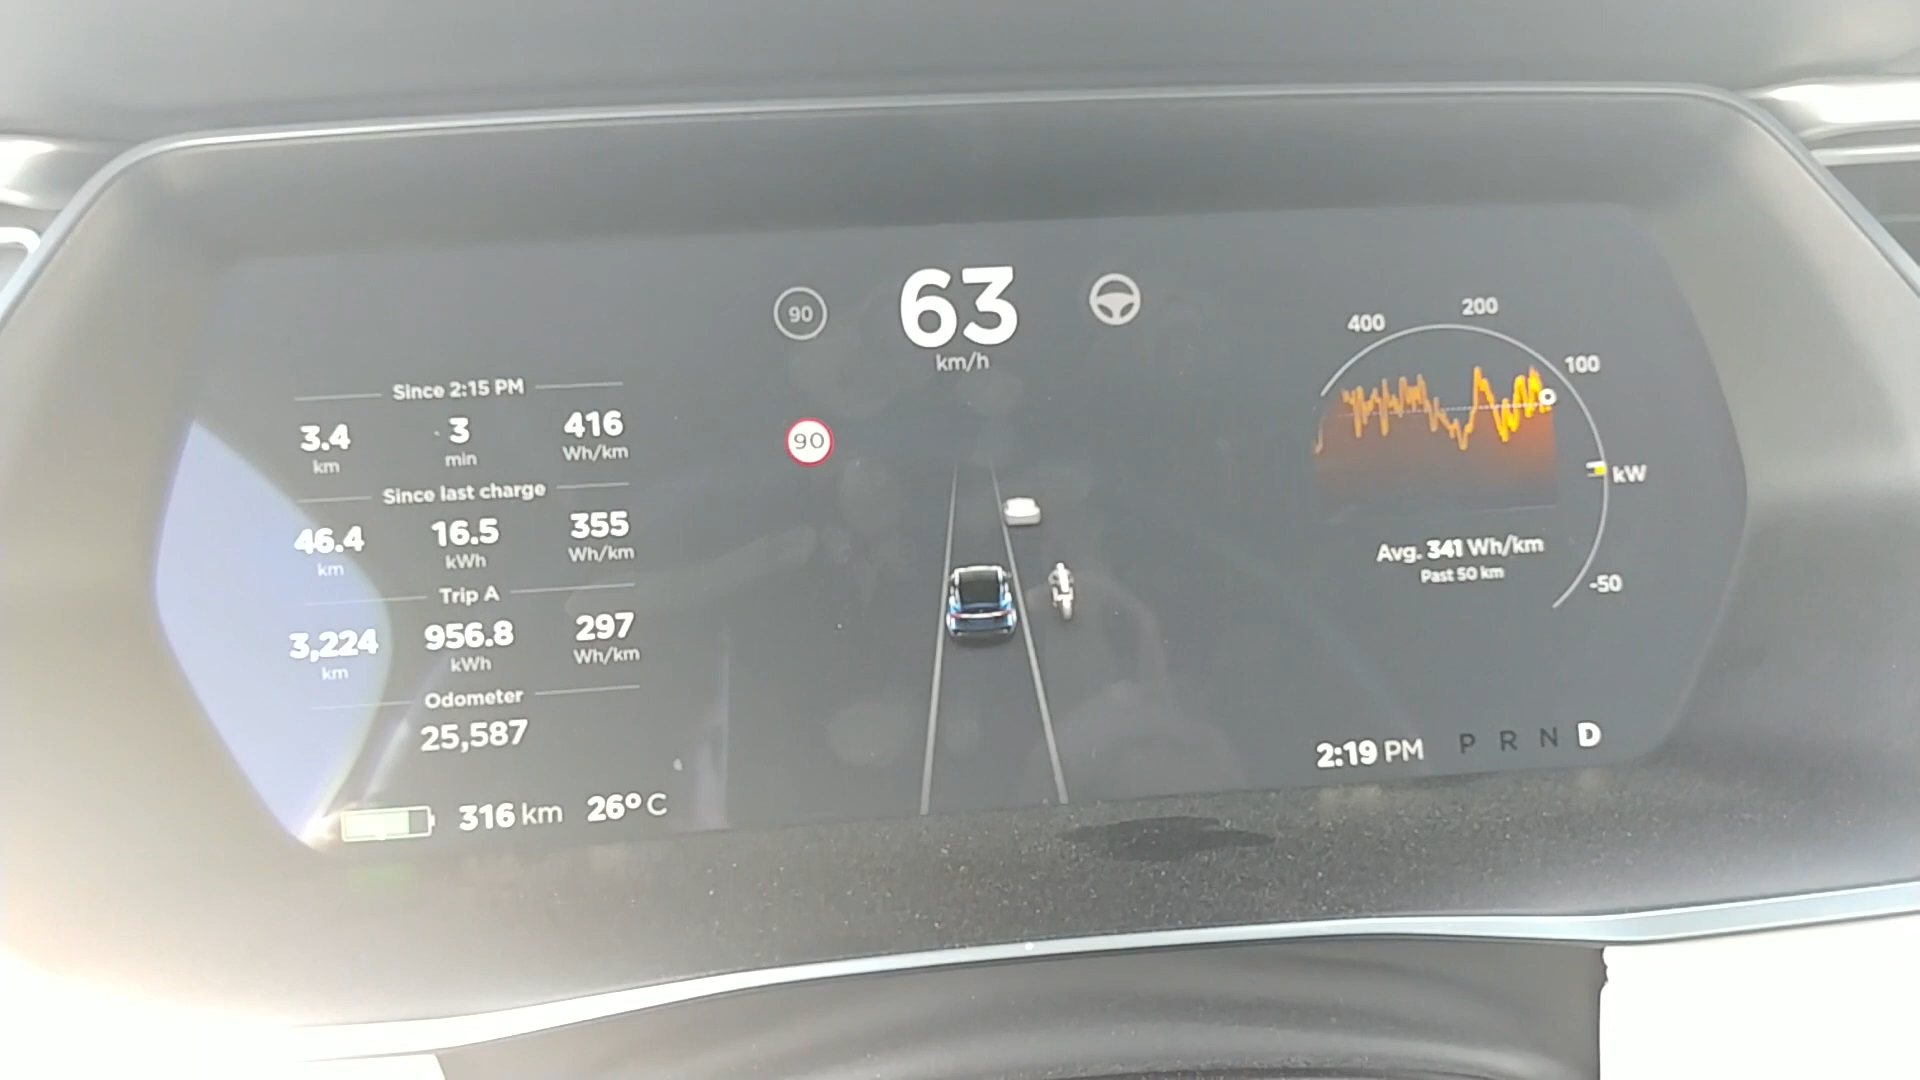 90 63
km/h
90
Since 2:15 PM
3.4 3 416
km min Wh/km
Since last charge
46.4 16.5 355
km kWh Wh/km
Trip A
3,224 956.8 297
km kWh Wh/km
Odometer
25,587
316 km 26° C
400 200
100
kW
-50
Avg. 341 Wh/km
Past 50 km
2:19 PM P R N D